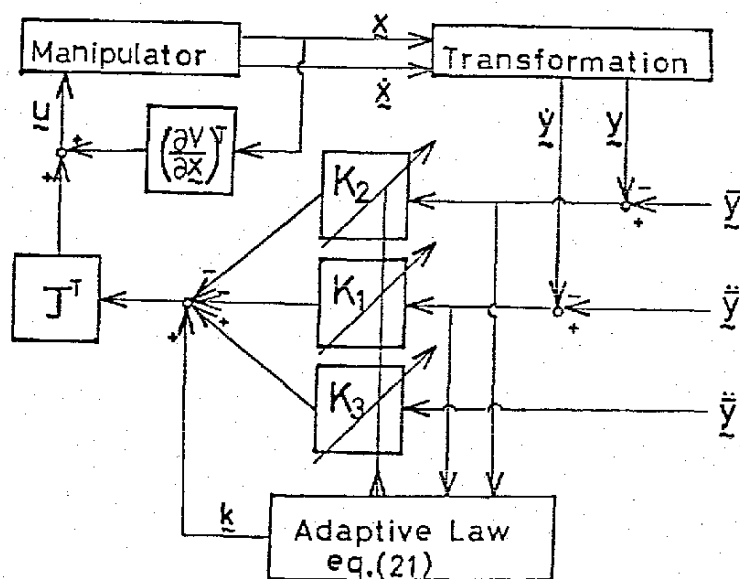 x
Manipulator
Transformation
ẋ
u
ẏ
y
(∂V/∂x)ᵀ
+
+
K₂
-
+
ȳ
Jᵀ
-
-
+
+
K₁
-
+
ẏ̄
K₃
ÿ̄
k
Adaptive Law
eq.(21)